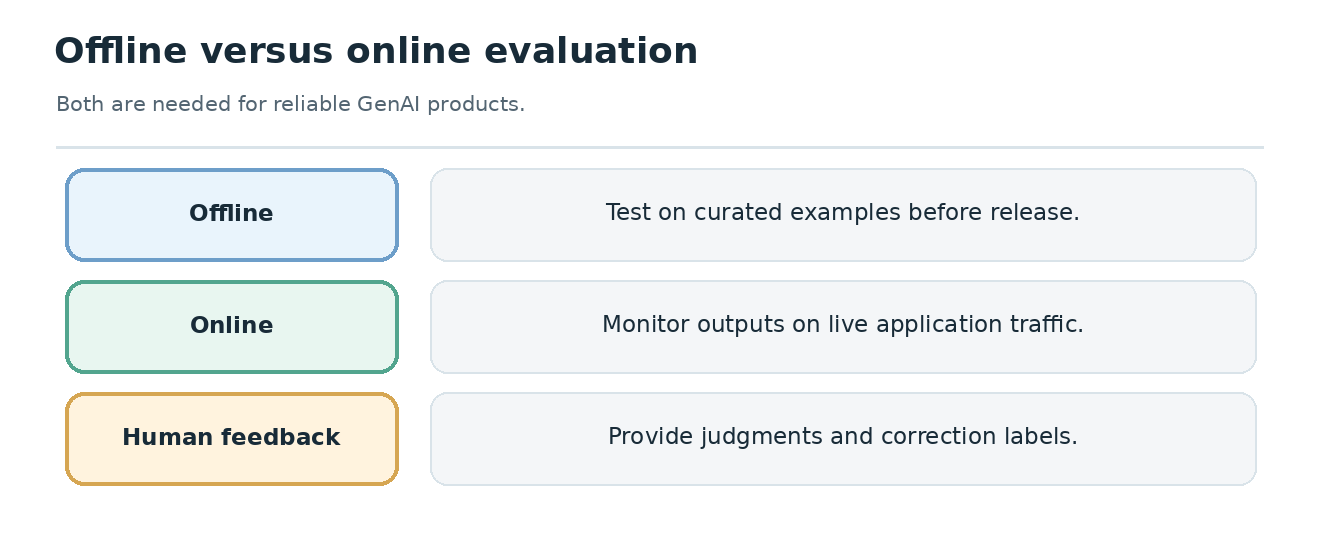 Offline versus online evaluation
Both are needed for reliable GenAI products.
Offline
Test on curated examples before release.
Online
Monitor outputs on live application traffic.
Human feedback
Provide judgments and correction labels.